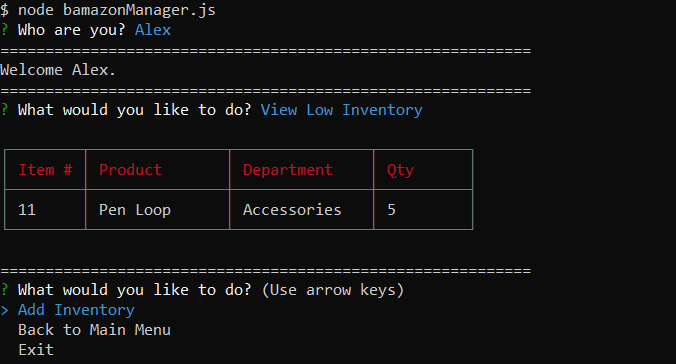 $ node bamazonManager.js
? Who are you? Alex
===========================================================
Welcome Alex.
===========================================================
? What would you like to do? View Low Inventory
Item # Product Department Qty
11 Pen Loop Accessories 5
===========================================================
? What would you like to do? (Use arrow keys)
> Add Inventory
Back to Main Menu
Exit